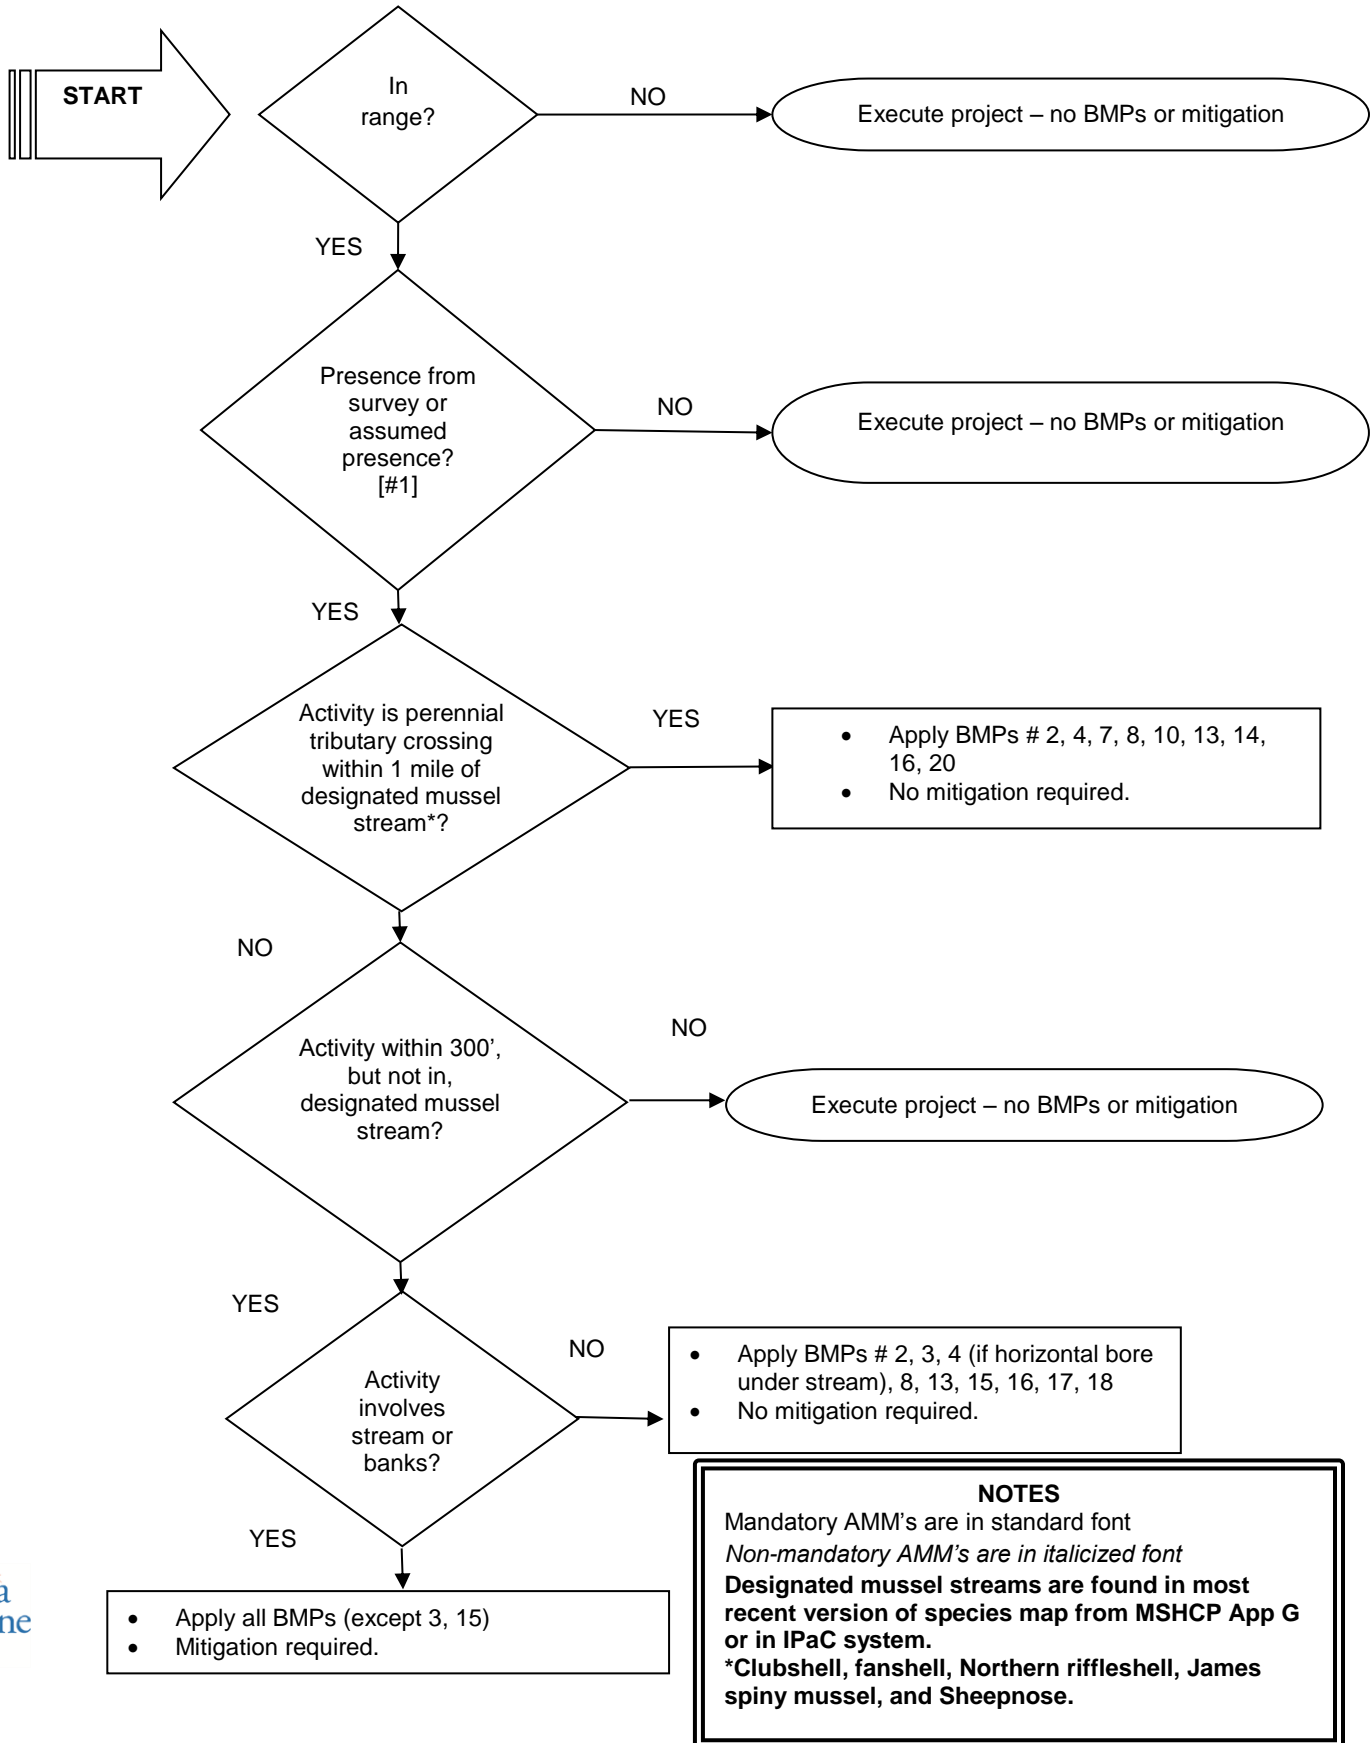 START
In
range?
NO
Execute project – no BMPs or mitigation
YES
Presence from
survey or
assumed
presence?
[#1]
NO
Execute project – no BMPs or mitigation
YES
Activity is perennial
tributary crossing
within 1 mile of
designated mussel
stream*?
YES
• Apply BMPs # 2, 4, 7, 8, 10, 13, 14,
16, 20
• No mitigation required.
NO
Activity within 300’,
but not in,
designated mussel
stream?
NO
Execute project – no BMPs or mitigation
YES
Activity
involves
stream or
banks?
NO
• Apply BMPs # 2, 3, 4 (if horizontal bore
under stream), 8, 13, 15, 16, 17, 18
• No mitigation required.
YES
• Apply all BMPs (except 3, 15)
• Mitigation required.
NOTES
Mandatory AMM’s are in standard font
Non-mandatory AMM’s are in italicized font
Designated mussel streams are found in most
recent version of species map from MSHCP App G
or in IPaC system.
*Clubshell, fanshell, Northern riffleshell, James
spiny mussel, and Sheepnose.
a
ne